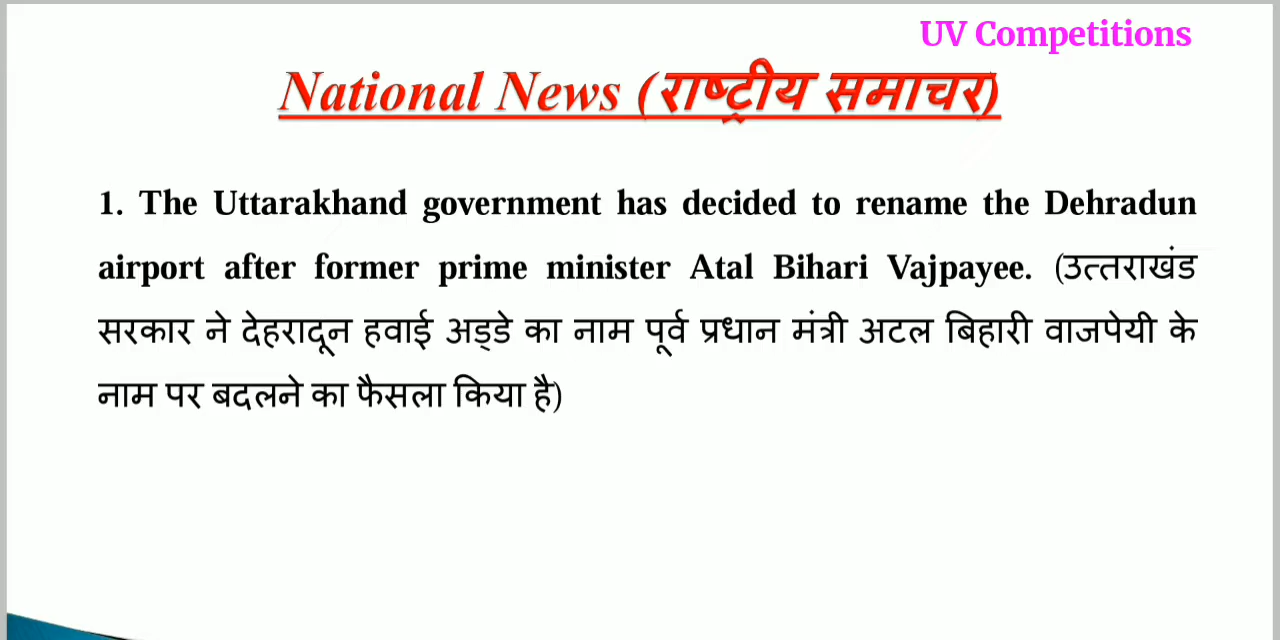 UV Competitions
National News (राष्ट्रीय समाचर)
1. The Uttarakhand government has decided to rename the Dehradun
airport after former prime minister Atal Bihari Vajpayee. (उत्तराखंड
सरकार ने देहरादून हवाई अड्डे का नाम पूर्व प्रधान मंत्री अटल बिहारी वाजपेयी के
नाम पर बदलने का फैसला किया है)